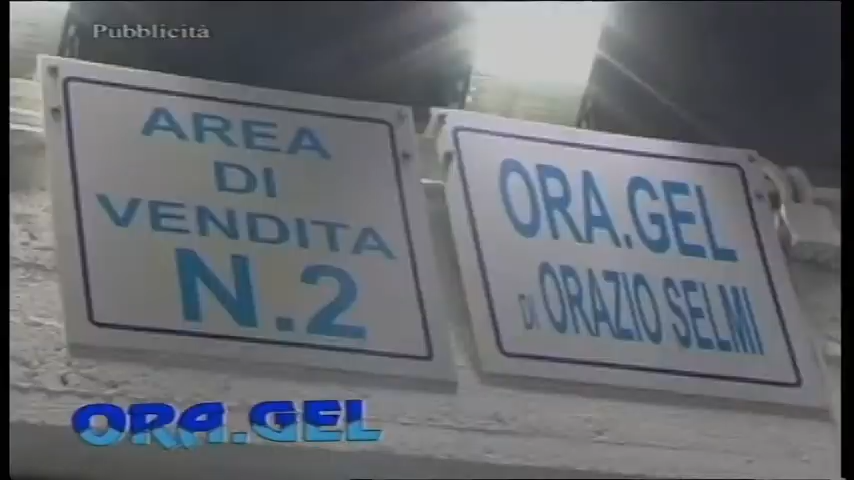 Pubblicità
AREA
DI
VENDITA
N.2
ORA.GEL
DI ORAZIO SELMI
ORA.GEL